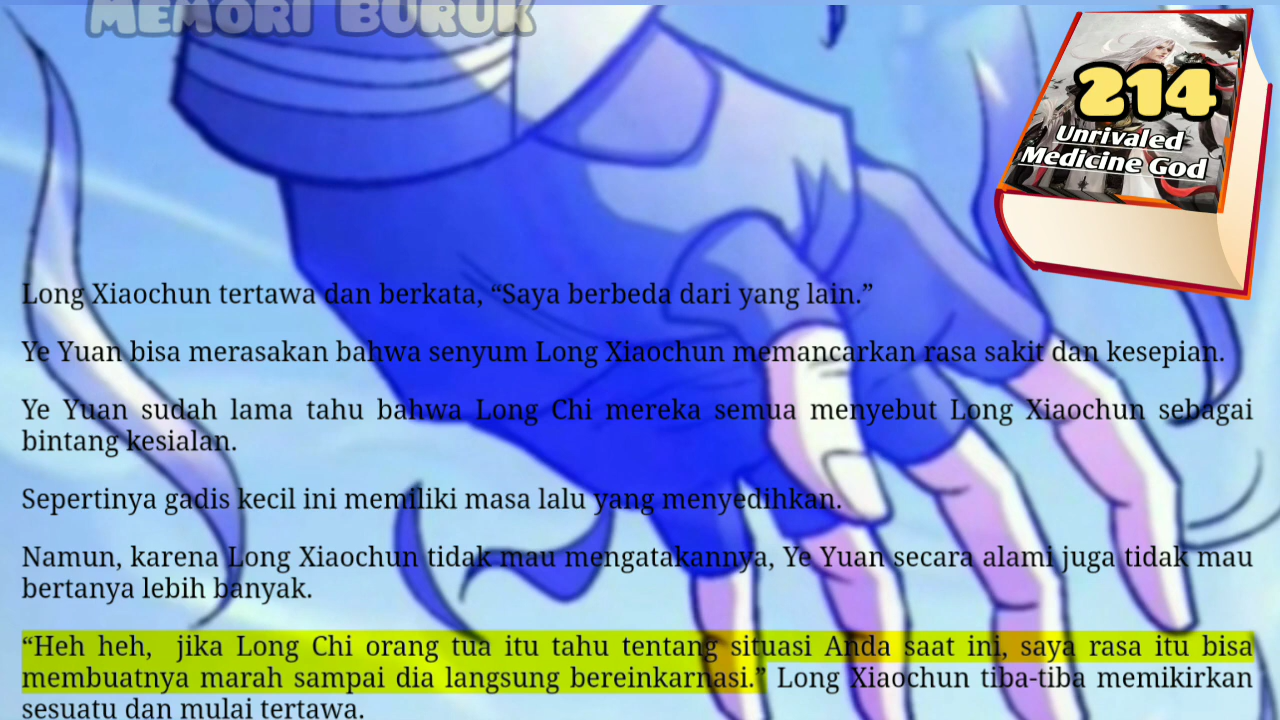 MEMORI BURUK
214
Unrivaled
Medicine God
Long Xiaochun tertawa dan berkata, “Saya berbeda dari yang lain.”
Ye Yuan bisa merasakan bahwa senyum Long Xiaochun memancarkan rasa sakit dan kesepian.
Ye Yuan sudah lama tahu bahwa Long Chi mereka semua menyebut Long Xiaochun sebagai
bintang kesialan.
Sepertinya gadis kecil ini memiliki masa lalu yang menyedihkan.
Namun, karena Long Xiaochun tidak mau mengatakannya, Ye Yuan secara alami juga tidak mau
bertanya lebih banyak.
“Heh heh, jika Long Chi orang tua itu tahu tentang situasi Anda saat ini, saya rasa itu bisa
membuatnya marah sampai dia langsung bereinkarnasi.” Long Xiaochun tiba-tiba memikirkan
sesuatu dan mulai tertawa.